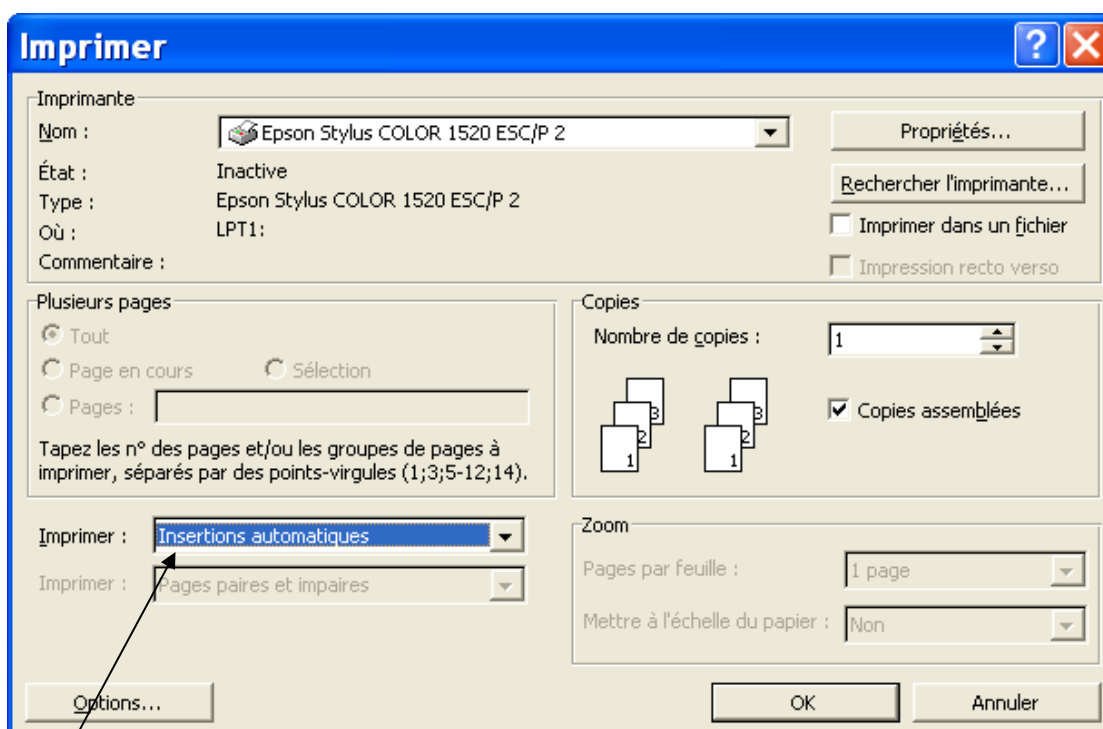 Imprimer
Imprimante
Nom :
Epson Stylus COLOR 1520 ESC/P 2
Propriétés...
État :
Inactive
Rechercher l'imprimante...
Type :
Epson Stylus COLOR 1520 ESC/P 2
Où :
LPT1:
Imprimer dans un fichier
Commentaire :
Impression recto verso
Plusieurs pages
Tout
Page en cours
Sélection
Pages :
Tapez les n° des pages et/ou les groupes de pages à
imprimer, séparés par des points-virgules (1;3;5-12;14).
Copies
Nombre de copies :
1
3
2
1
3
2
1
Copies assemblées
Imprimer :
Insertions automatiques
Imprimer :
Pages paires et impaires
Zoom
Pages par feuille :
1 page
Mettre à l'échelle du papier :
Non
Options...
OK
Annuler